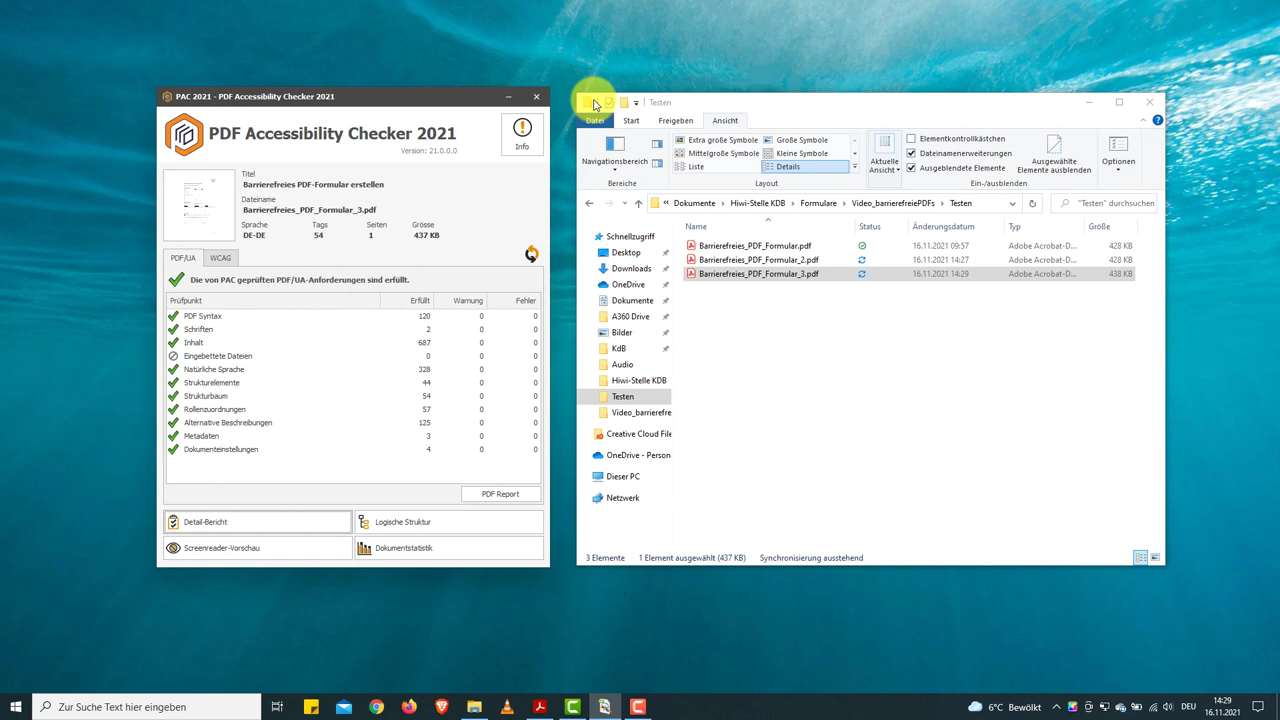 PAC 2021 - PDF Accessibility Checker 2021
PDF Accessibility Checker 2021
Version: 21.0.0.0
Info
Titel
Barrierefreies PDF-Formular erstellen
Dateiname
Barrierefreies_PDF_Formular_3.pdf
Sprache Tags Seiten Grösse
DE-DE 54 1 437 KB
PDF/UA WCAG
Die von PAC geprüften PDF/UA-Anforderungen sind erfüllt.
Prüfpunkt Erfüllt Warnung Fehler
PDF Syntax 120 0 0
Schriften 2 0 0
Inhalt 687 0 0
Eingebettete Dateien 0 0 0
Natürliche Sprache 328 0 0
Strukturelemente 44 0 0
Strukturbaum 54 0 0
Rollenzuordnungen 57 0 0
Alternative Beschreibungen 125 0 0
Metadaten 3 0 0
Dokumenteinstellungen 4 0 0
PDF Report
Detail-Bericht Logische Struktur
Screenreader-Vorschau Dokumentstatistik
Testen
Datei Start Freigeben Ansicht
Navigationsbereich
Bereiche
Extra große Symbole Große Symbole
Mittelgroße Symbole Kleine Symbole
Liste Details
Layout
Aktuelle Ansicht
Elementkontrollkästchen
Dateinamenerweiterungen
Ausgeblendete Elemente
Ausgewählte Elemente ausblenden
Ein-/ausblenden
Optionen
« Dokumente > Hiwi-Stelle KDB > Formulare > Video_barrierefreiePDFs > Testen
"Testen" durchsuchen
Name Status Änderungsdatum Typ Größe
Barrierefreies_PDF_Formular.pdf 16.11.2021 09:57 Adobe Acrobat-D... 428 KB
Barrierefreies_PDF_Formular_2.pdf 16.11.2021 14:27 Adobe Acrobat-D... 428 KB
Barrierefreies_PDF_Formular_3.pdf 16.11.2021 14:29 Adobe Acrobat-D... 438 KB
Schnellzugriff
Desktop
Downloads
OneDrive
Dokumente
A360 Drive
Bilder
KdB
Audio
Hiwi-Stelle KDB
Testen
Video_barrierefre
Creative Cloud File
OneDrive - Person
Dieser PC
Netzwerk
3 Elemente 1 Element ausgewählt (437 KB) Synchronisierung ausstehend
Zur Suche Text hier eingeben
6°C Bewölkt
DEU
14:29
16.11.2021